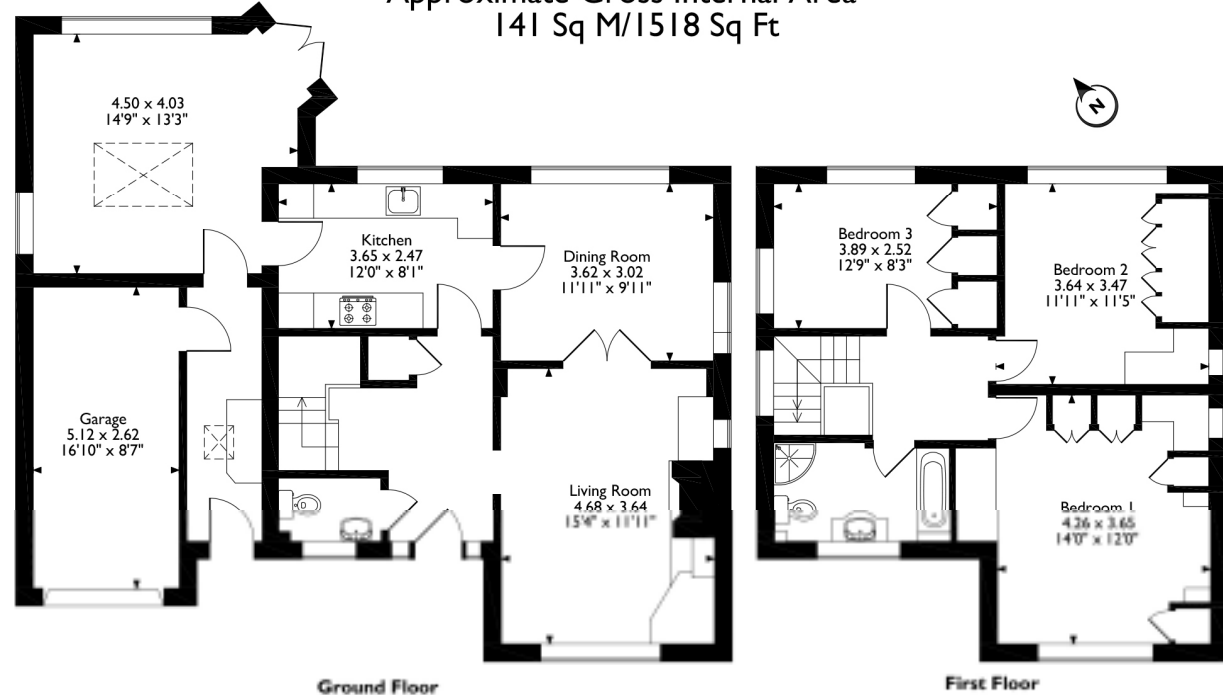 Approximate Gross Internal Area
141 Sq M/1518 Sq Ft
4.50 x 4.03
14'9" x 13'3"
N
Kitchen
3.65 x 2.47
12'0" x 8'1"
Dining Room
3.62 x 3.02
11'11" x 9'11"
Bedroom 3
3.89 x 2.52
12'9" x 8'3"
Bedroom 2
3.64 x 3.47
11'11" x 11'5"
Garage
5.12 x 2.62
16'10" x 8'7"
Living Room
4.68 x 3.64
15'4" x 11'11"
Bedroom 1
4.26 x 3.65
14'0" x 12'0"
Ground Floor
First Floor